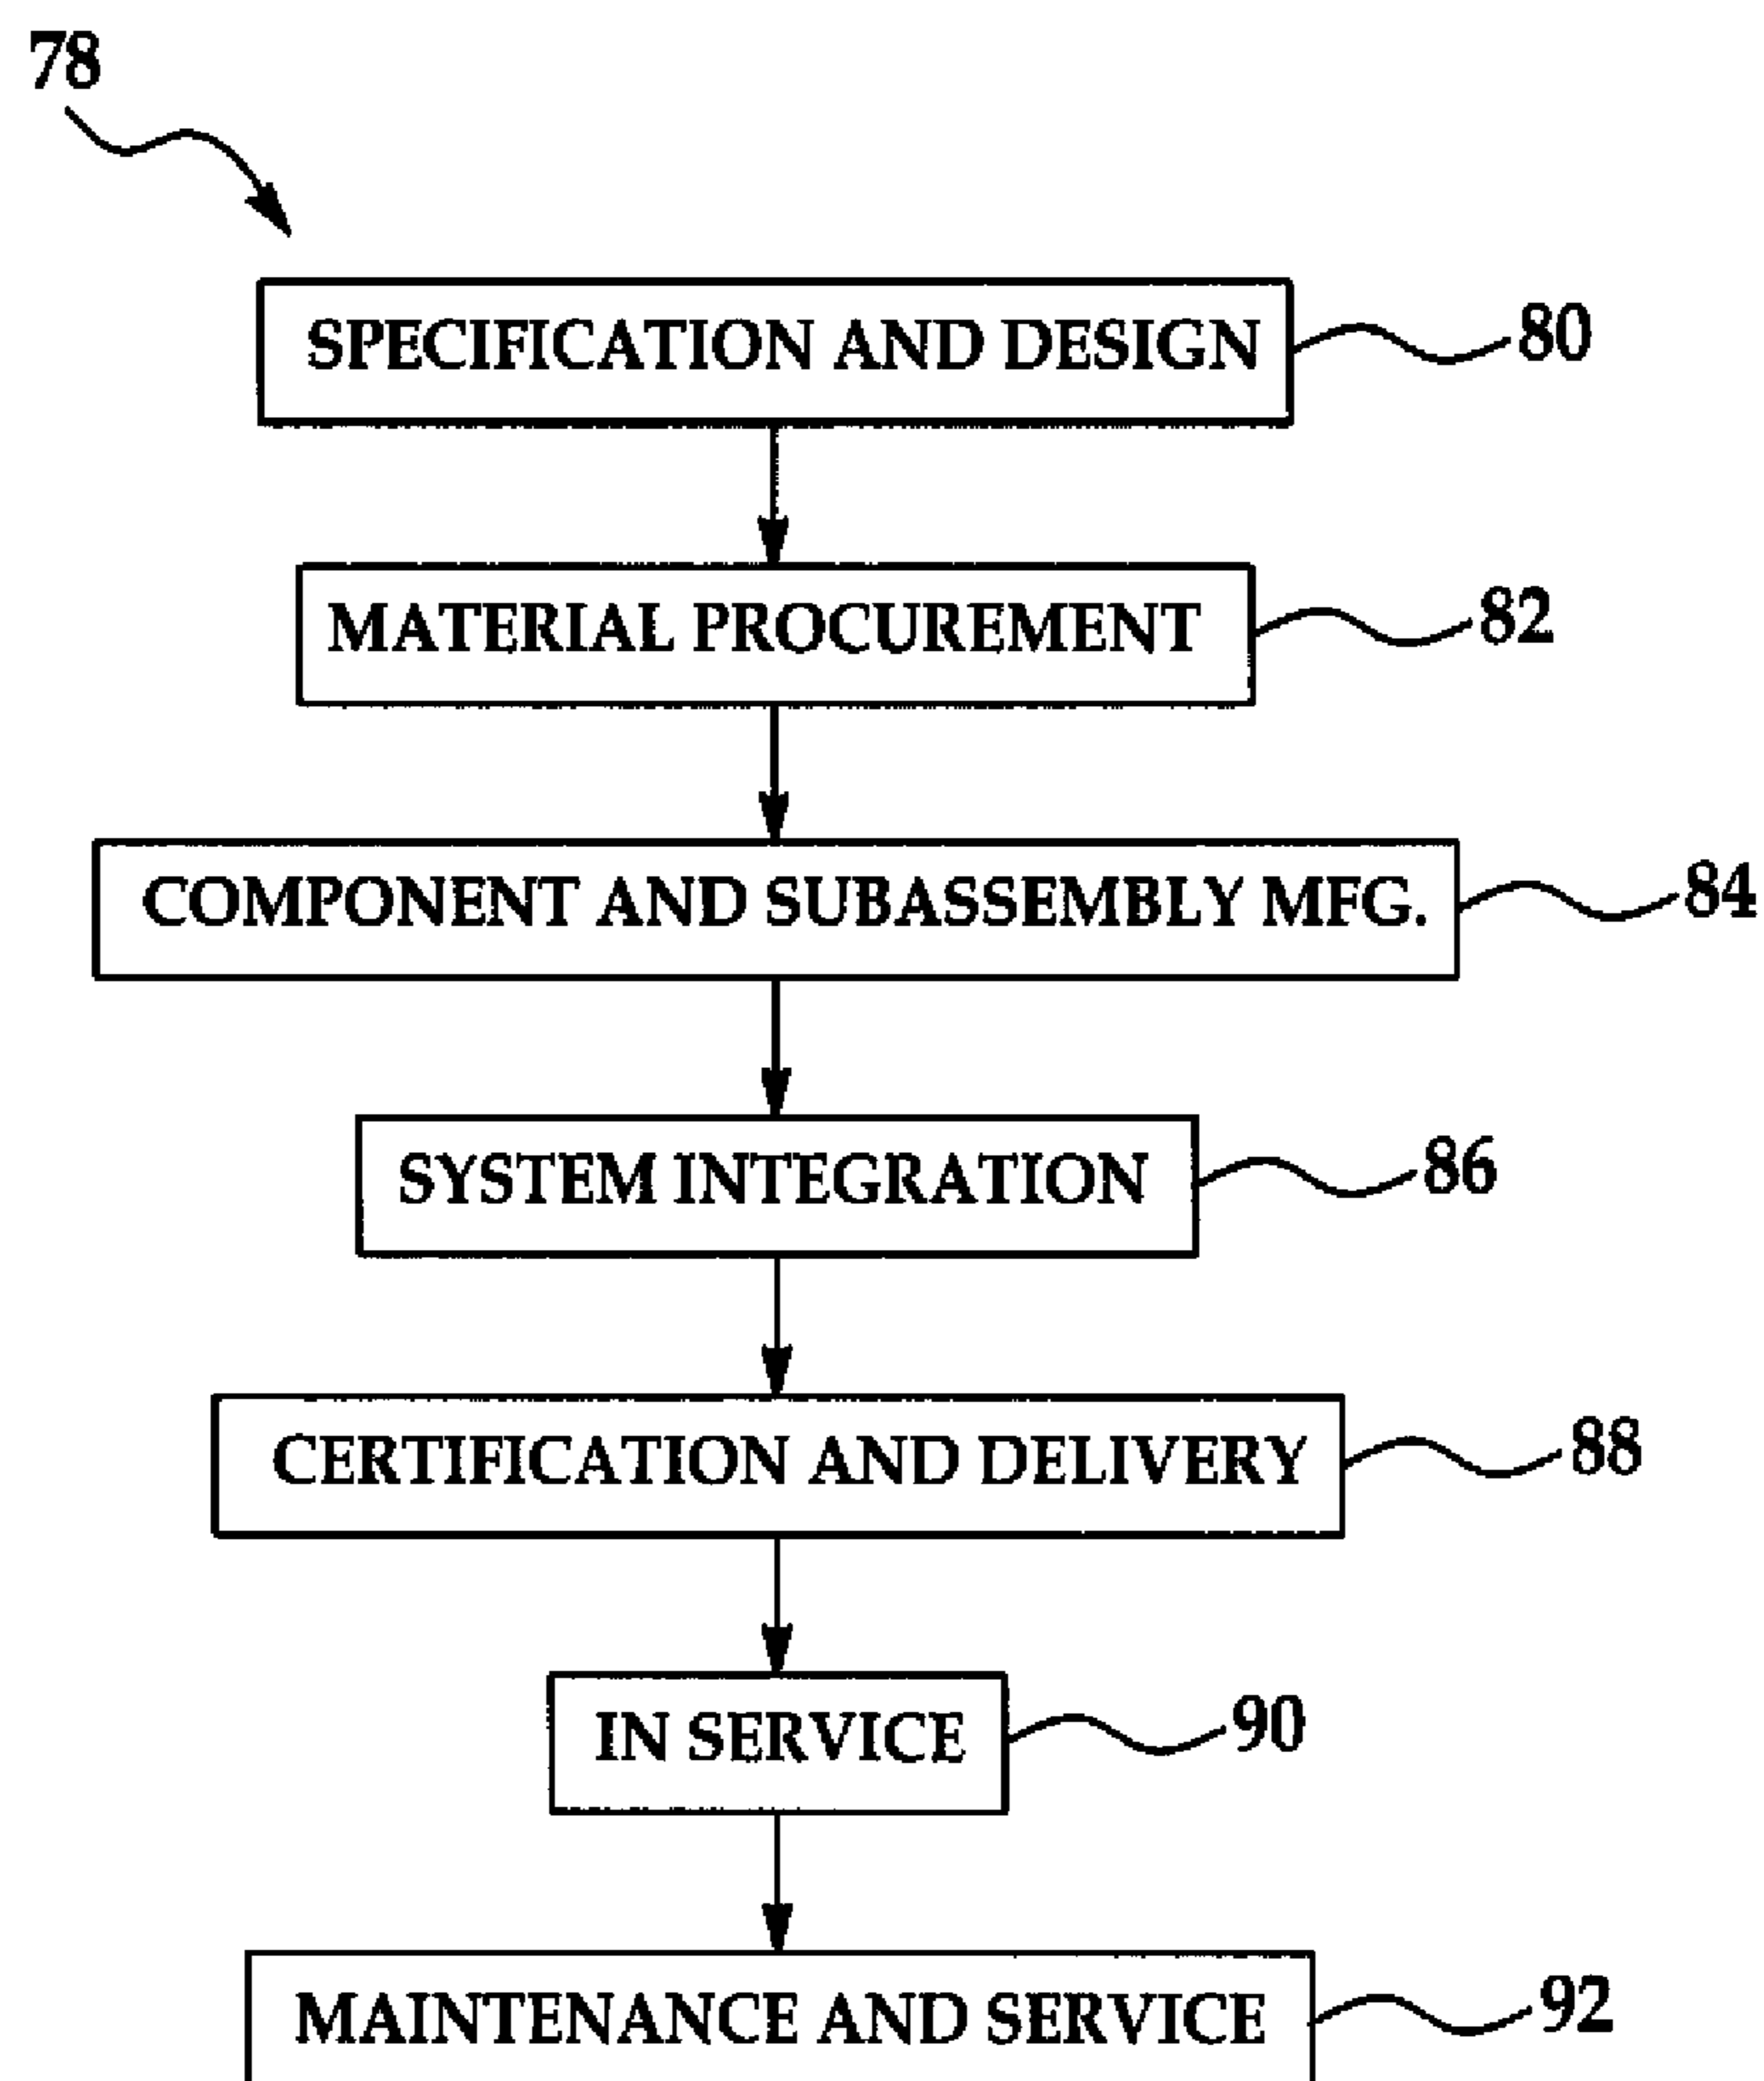 78
SPECIFICATION AND DESIGN 80
MATERIAL PROCUREMENT 82
COMPONENT AND SUBASSEMBLY MFG. 84
SYSTEM INTEGRATION 86
CERTIFICATION AND DELIVERY 88
IN SERVICE 90
MAINTENANCE AND SERVICE 92